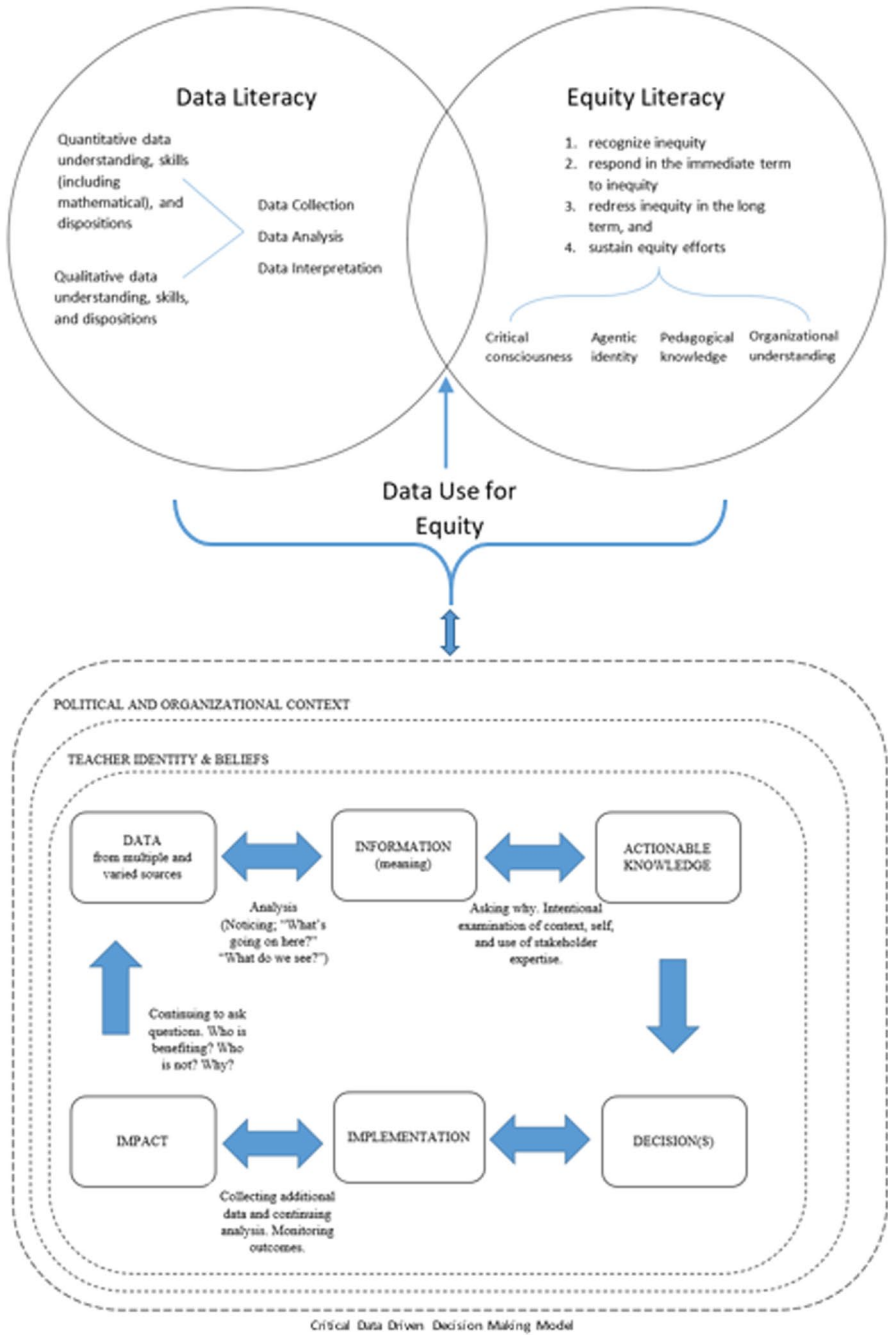 Data Literacy
Quantitative data
understanding, skills
(including
mathematical), and
dispositions
Qualitative data
understanding, skills,
and dispositions
Data Collection
Data Analysis
Data Interpretation
Equity Literacy
1. recognize inequity
2. respond in the immediate term
to inequity
3. redress inequity in the long
term, and
4. sustain equity efforts
Critical
consciousness
Agentic
identity
Pedagogical
knowledge
Organizational
understanding
Data Use for
Equity
POLITICAL AND ORGANIZATIONAL CONTEXT
TEACHER IDENTITY & BELIEFS
DATA
from multiple and
varied sources
INFORMATION
(meaning)
ACTIONABLE
KNOWLEDGE
Analysis
(Noticing; “What’s
going on here?”
“What do we see?”)
Asking why. Intentional
examination of context, self,
and use of stakeholder
expertise.
Continuing to ask
questions. Who is
benefiting? Who
is not? Why?
IMPACT
IMPLEMENTATION
DECISION(S)
Collecting additional
data and continuing
analysis. Monitoring
outcomes.
Critical Data Driven Decision Making Model